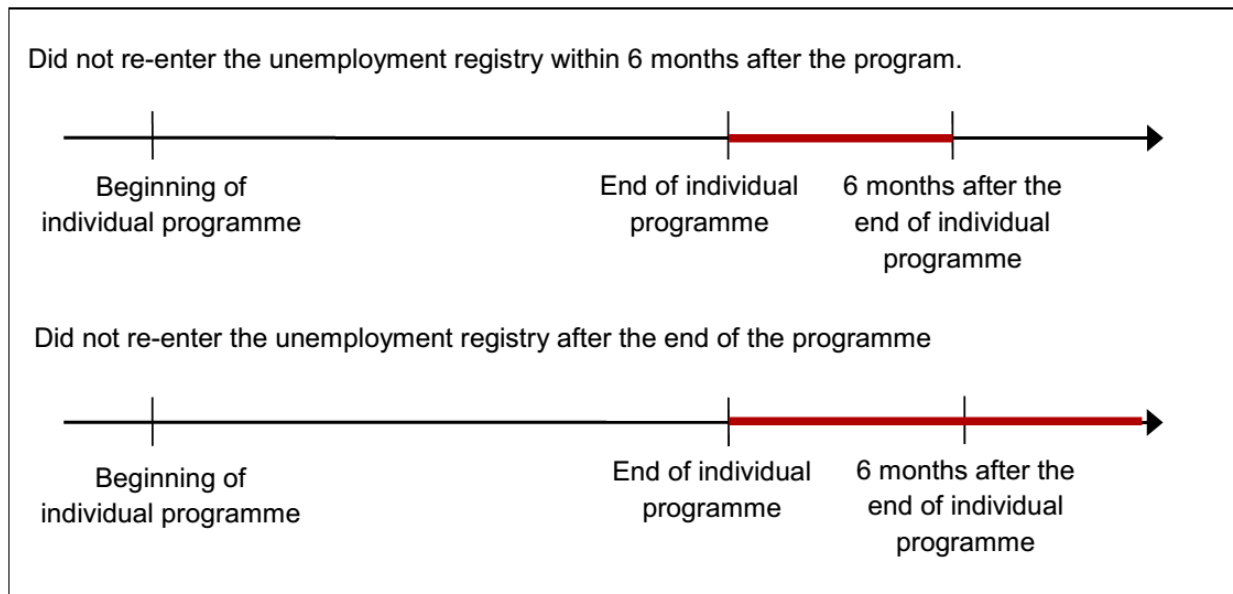 Did not re-enter the unemployment registry within 6 months after the program.
Beginning of
individual programme
End of individual
programme
6 months after the
end of individual
programme
Did not re-enter the unemployment registry after the end of the programme
Beginning of
individual programme
End of individual
programme
6 months after the
end of individual
programme